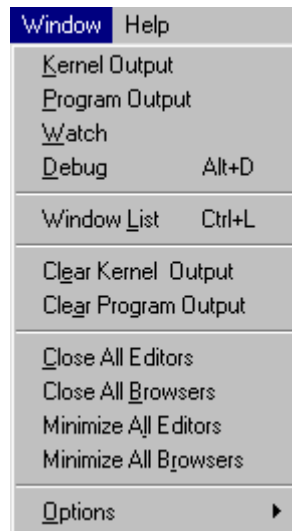 Window Help
Kernel Output
Program Output
Watch
Debug Alt+D
Window List Ctrl+L
Clear Kernel Output
Clear Program Output
Close All Editors
Close All Browsers
Minimize All Editors
Minimize All Browsers
Options